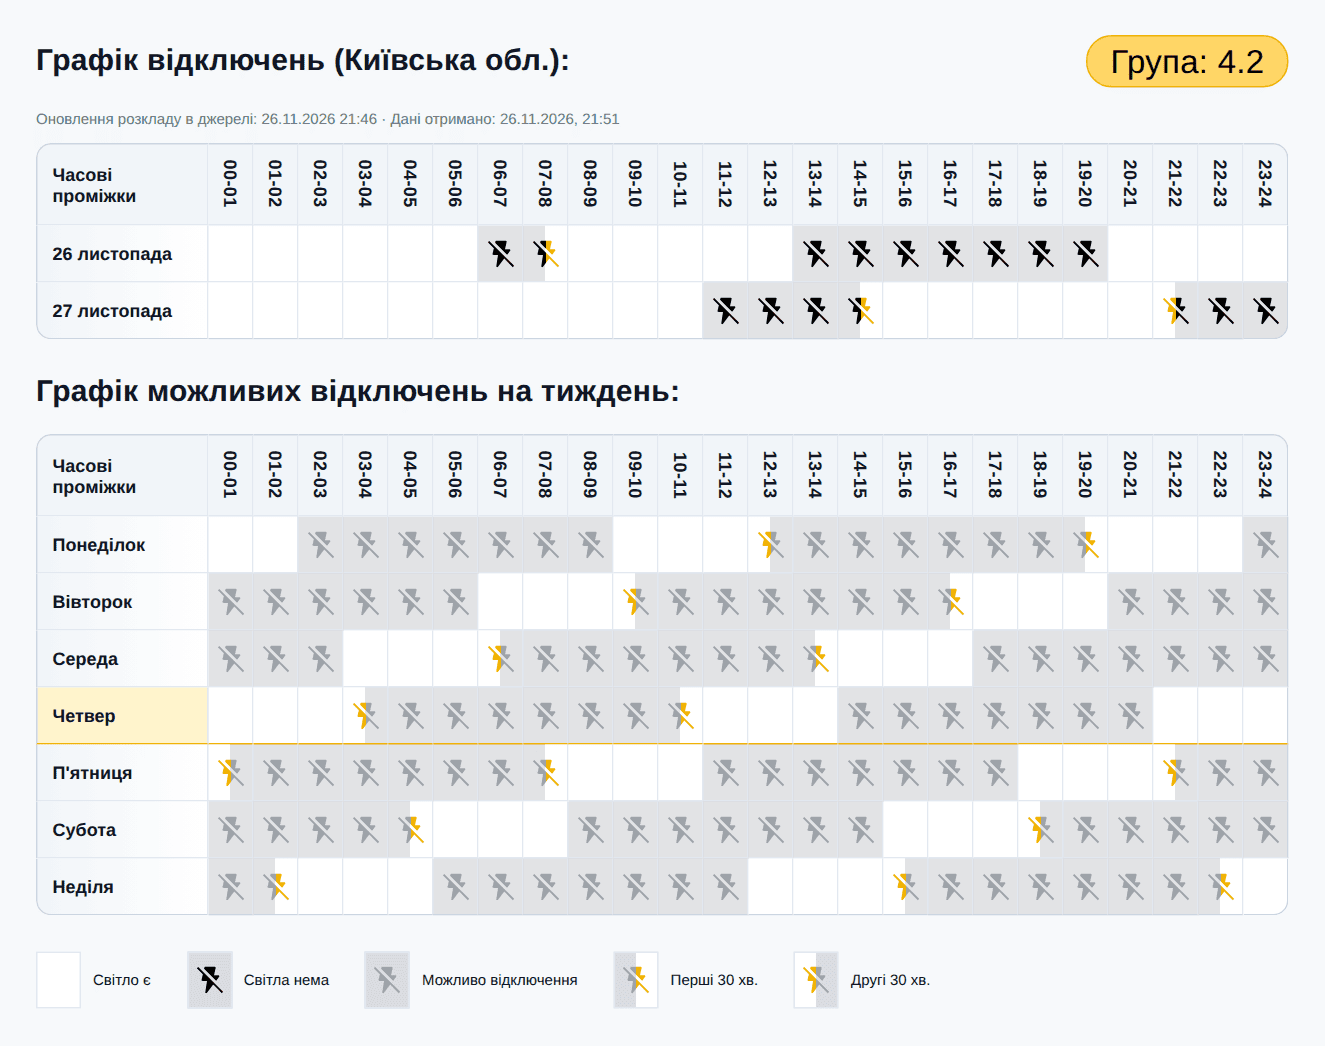 Графік відключень (Київська обл.):
Група: 4.2
Оновлення розкладу в джерелі: 26.11.2026 21:46 · Дані отримано: 26.11.2026, 21:51
Часові проміжки 00-01 01-02 02-03 03-04 04-05 05-06 06-07 07-08 08-09 09-10 10-11 11-12 12-13 13-14 14-15 15-16 16-17 17-18 18-19 19-20 20-21 21-22 22-23 23-24
26 листопада
27 листопада
Графік можливих відключень на тиждень:
Часові проміжки 00-01 01-02 02-03 03-04 04-05 05-06 06-07 07-08 08-09 09-10 10-11 11-12 12-13 13-14 14-15 15-16 16-17 17-18 18-19 19-20 20-21 21-22 22-23 23-24
Понеділок
Вівторок
Середа
Четвер
П'ятниця
Субота
Неділя
Світло є Світла нема Можливо відключення Перші 30 хв. Другі 30 хв.